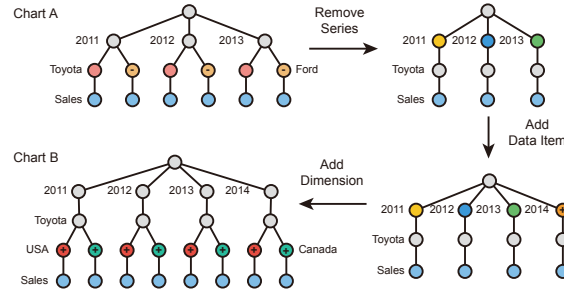 Chart A
Remove
Series
2011 2012 2013
Toyota - - - Ford
Sales
2011 2012 2013
Toyota
Sales
Add
Data Item
Chart B
Add
Dimension
2011 2012 2013 2014
Toyota
USA + + + + + + + + Canada
Sales
2011 2012 2013 2014 +
Toyota
Sales